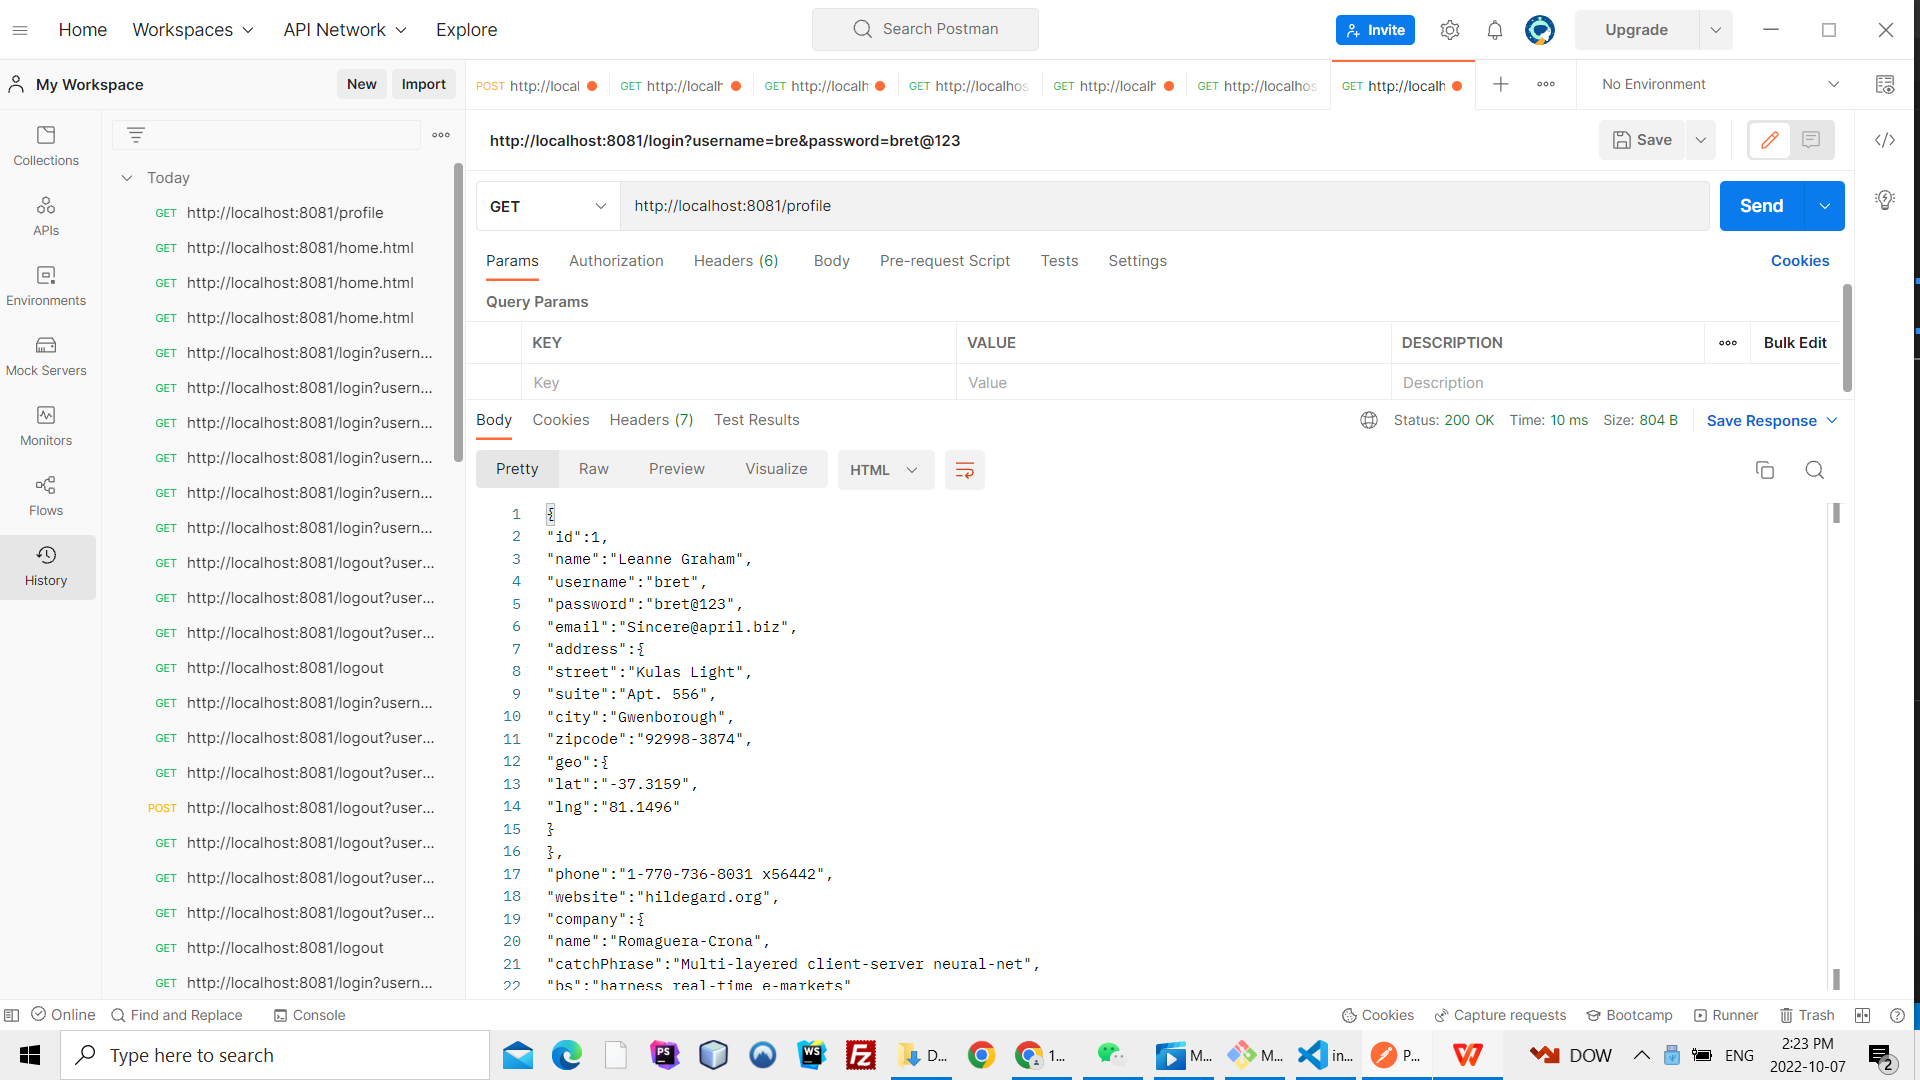 Home Workspaces API Network Explore Search Postman Invite Upgrade
My Workspace New Import POST http://local GET http://localh GET http://localh GET http://localhos GET http://localh GET http://localhos GET http://localh No Environment
http://localhost:8081/login?username=bre&password=bret@123 Save
GET http://localhost:8081/profile Send
Params Authorization Headers (6) Body Pre-request Script Tests Settings Cookies
Query Params
KEY VALUE DESCRIPTION Bulk Edit
Key Value Description
Body Cookies Headers (7) Test Results Status: 200 OK Time: 10 ms Size: 804 B Save Response
Pretty Raw Preview Visualize HTML
1 {
2 "id":1,
3 "name":"Leanne Graham",
4 "username":"bret",
5 "password":"bret@123",
6 "email":"Sincere@april.biz",
7 "address":{
8 "street":"Kulas Light",
9 "suite":"Apt. 556",
10 "city":"Gwenborough",
11 "zipcode":"92998-3874",
12 "geo":{
13 "lat":"-37.3159",
14 "lng":"81.1496"
15 }
16 },
17 "phone":"1-770-736-8031 x56442",
18 "website":"hildegard.org",
19 "company":{
20 "name":"Romaguera-Crona",
21 "catchPhrase":"Multi-layered client-server neural-net",
22 "bs":"harness real-time e-markets"
Collections
APIs
Environments
Mock Servers
Monitors
Flows
History
Today
GET http://localhost:8081/profile
GET http://localhost:8081/home.html
GET http://localhost:8081/home.html
GET http://localhost:8081/home.html
GET http://localhost:8081/login?usern...
GET http://localhost:8081/login?usern...
GET http://localhost:8081/login?usern...
GET http://localhost:8081/login?usern...
GET http://localhost:8081/login?usern...
GET http://localhost:8081/login?usern...
GET http://localhost:8081/logout?user...
GET http://localhost:8081/logout?user...
GET http://localhost:8081/logout?user...
GET http://localhost:8081/logout
GET http://localhost:8081/login?usern...
GET http://localhost:8081/logout?user...
GET http://localhost:8081/logout?user...
POST http://localhost:8081/logout?user...
GET http://localhost:8081/logout?user...
GET http://localhost:8081/logout?user...
GET http://localhost:8081/logout?user...
GET http://localhost:8081/logout
GET http://localhost:8081/login?usern...
Online Find and Replace Console Cookies Capture requests Bootcamp Runner Trash
Type here to search PS WS FZ D... 1... M... M... in... P... DOW ENG 2:23 PM
2022-10-07 2